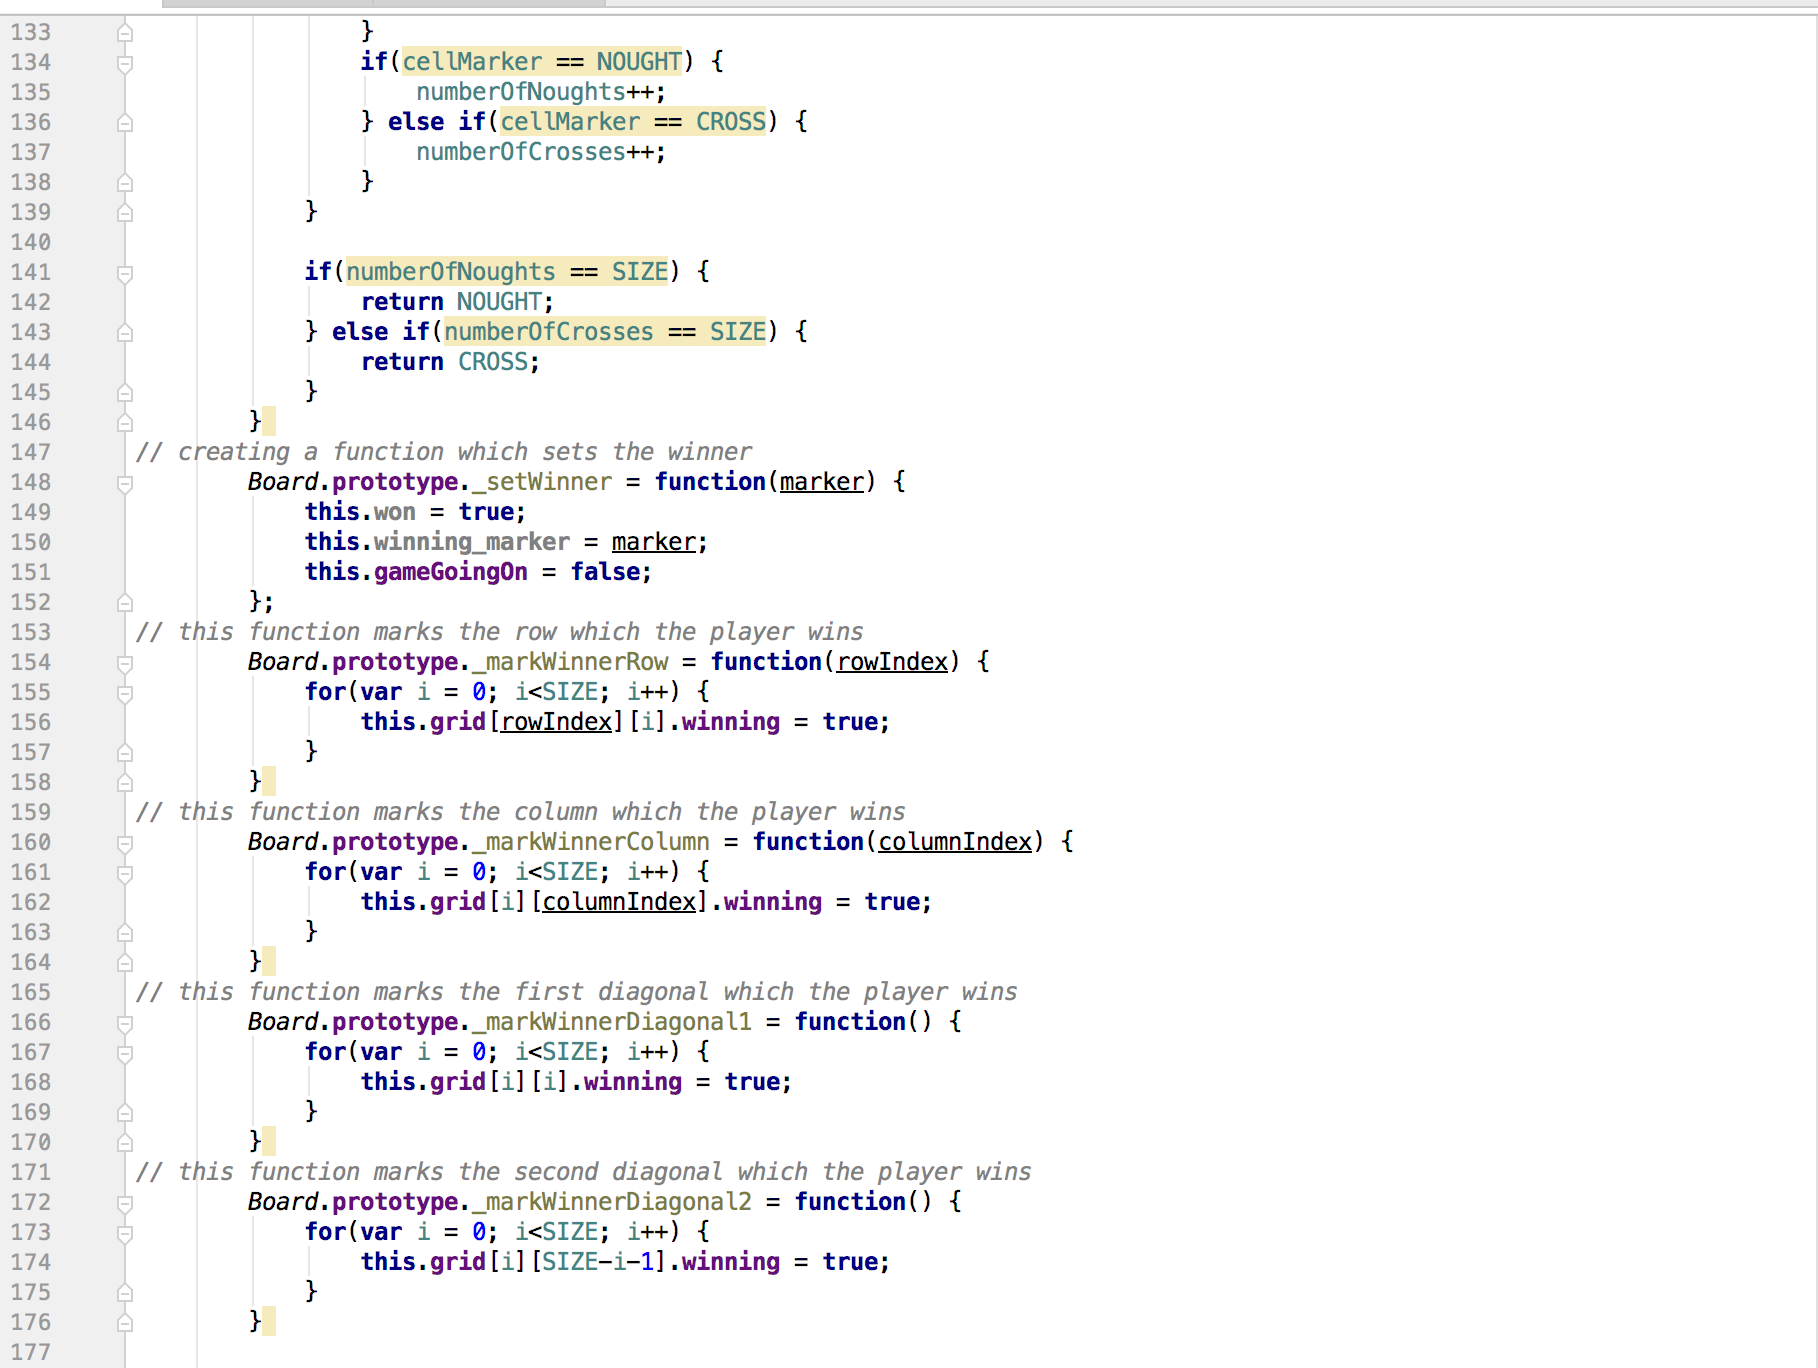 133 }
134 if(cellMarker == NOUGHT) {
135 numberOfNoughts++;
136 } else if(cellMarker == CROSS) {
137 numberOfCrosses++;
138 }
139 }
140
141 if(numberOfNoughts == SIZE) {
142 return NOUGHT;
143 } else if(numberOfCrosses == SIZE) {
144 return CROSS;
145 }
146 }
147 // creating a function which sets the winner
148 Board.prototype._setWinner = function(marker) {
149 this.won = true;
150 this.winning_marker = marker;
151 this.gameGoingOn = false;
152 };
153 // this function marks the row which the player wins
154 Board.prototype._markWinnerRow = function(rowIndex) {
155 for(var i = 0; i<SIZE; i++) {
156 this.grid[rowIndex][i].winning = true;
157 }
158 }
159 // this function marks the column which the player wins
160 Board.prototype._markWinnerColumn = function(columnIndex) {
161 for(var i = 0; i<SIZE; i++) {
162 this.grid[i][columnIndex].winning = true;
163 }
164 }
165 // this function marks the first diagonal which the player wins
166 Board.prototype._markWinnerDiagonal1 = function() {
167 for(var i = 0; i<SIZE; i++) {
168 this.grid[i][i].winning = true;
169 }
170 }
171 // this function marks the second diagonal which the player wins
172 Board.prototype._markWinnerDiagonal2 = function() {
173 for(var i = 0; i<SIZE; i++) {
174 this.grid[i][SIZE-i-1].winning = true;
175 }
176 }
177